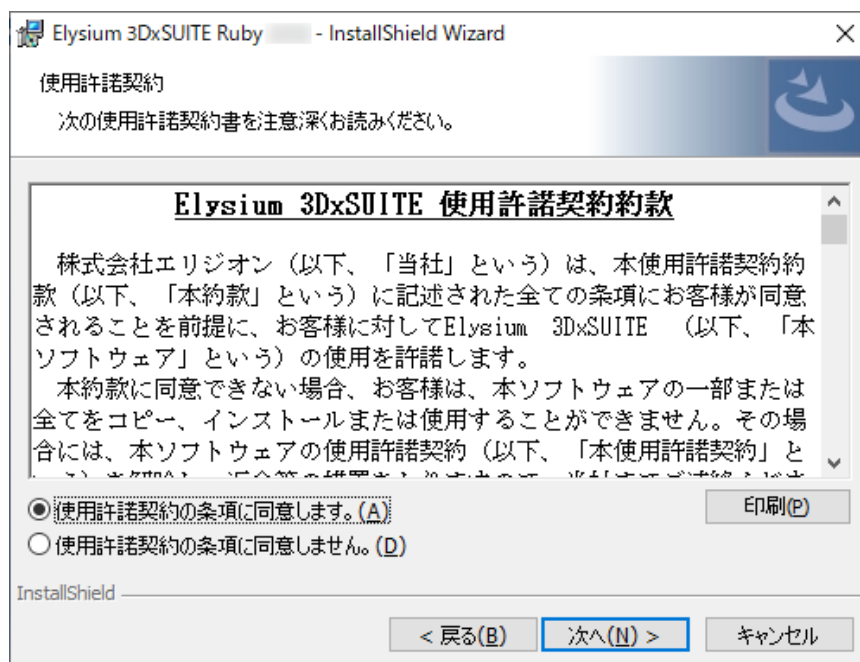 Elysium 3DxSUITE Ruby - InstallShield Wizard
使用許諾契約
次の使用許諾契約書を注意深くお読みください。
Elysium 3DxSUITE 使用許諾契約約款
株式会社エリジオン（以下、「当社」という）は、本使用許諾契約約
款（以下、「本約款」という）に記述された全ての条項にお客様が同意
されることを前提に、お客様に対してElysium 3DxSUITE （以下、「本
ソフトウェア」という）の使用を許諾します。
本約款に同意できない場合、お客様は、本ソフトウェアの一部または
全てをコピー、インストールまたは使用することができません。その場
合には、本ソフトウェアの使用許諾契約（以下、「本使用許諾契約」と
使用許諾契約の条項に同意します。(A)
印刷(P)
使用許諾契約の条項に同意しません。(D)
InstallShield
< 戻る(B)
次へ(N) >
キャンセル